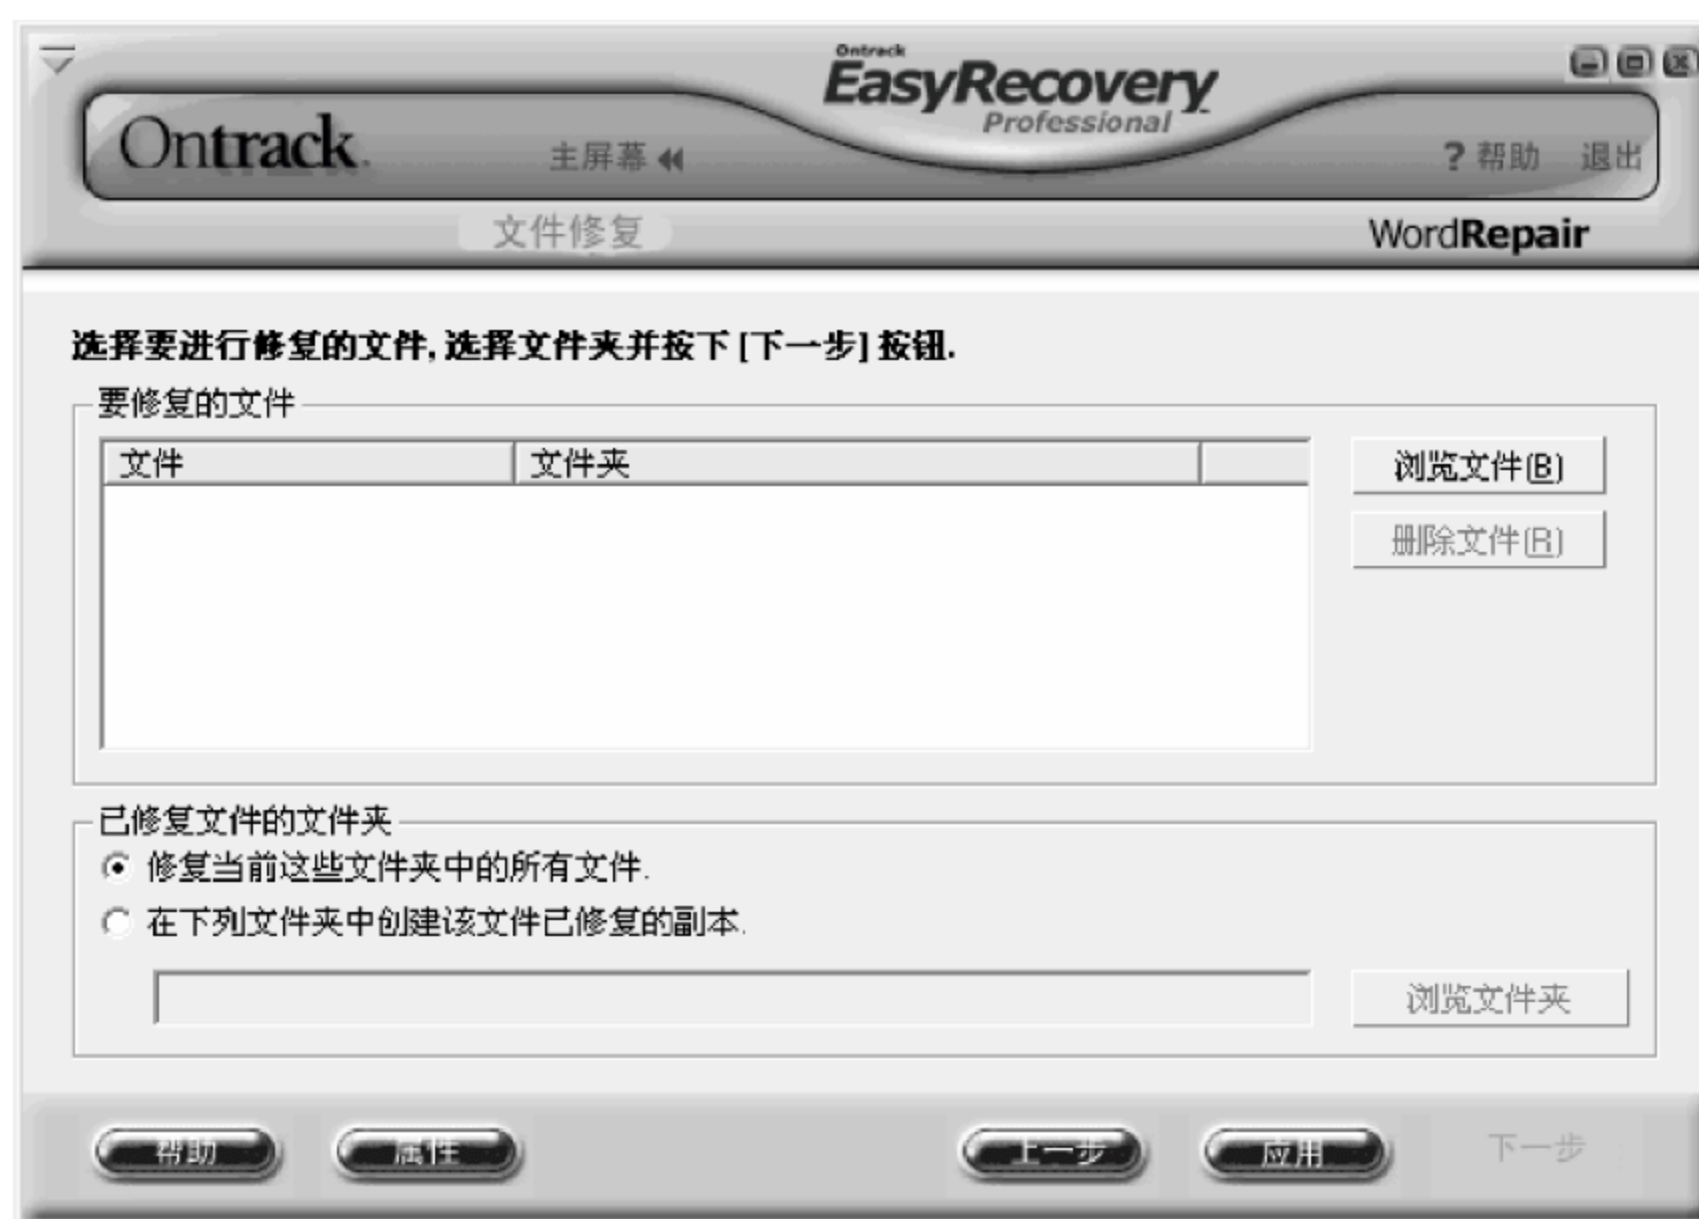 Ontrack
EasyRecovery
Professional
Ontrack 主屏幕 ? 帮助 退出
文件修复 WordRepair
选择要进行修复的文件, 选择文件夹并按下 [下一步] 按钮.
要修复的文件
文件 文件夹 浏览文件(B)
删除文件(R)
已修复文件的文件夹
修复当前这些文件夹中的所有文件.
在下列文件夹中创建该文件已修复的副本.
浏览文件夹
帮助 属性 上一步 应用 下一步